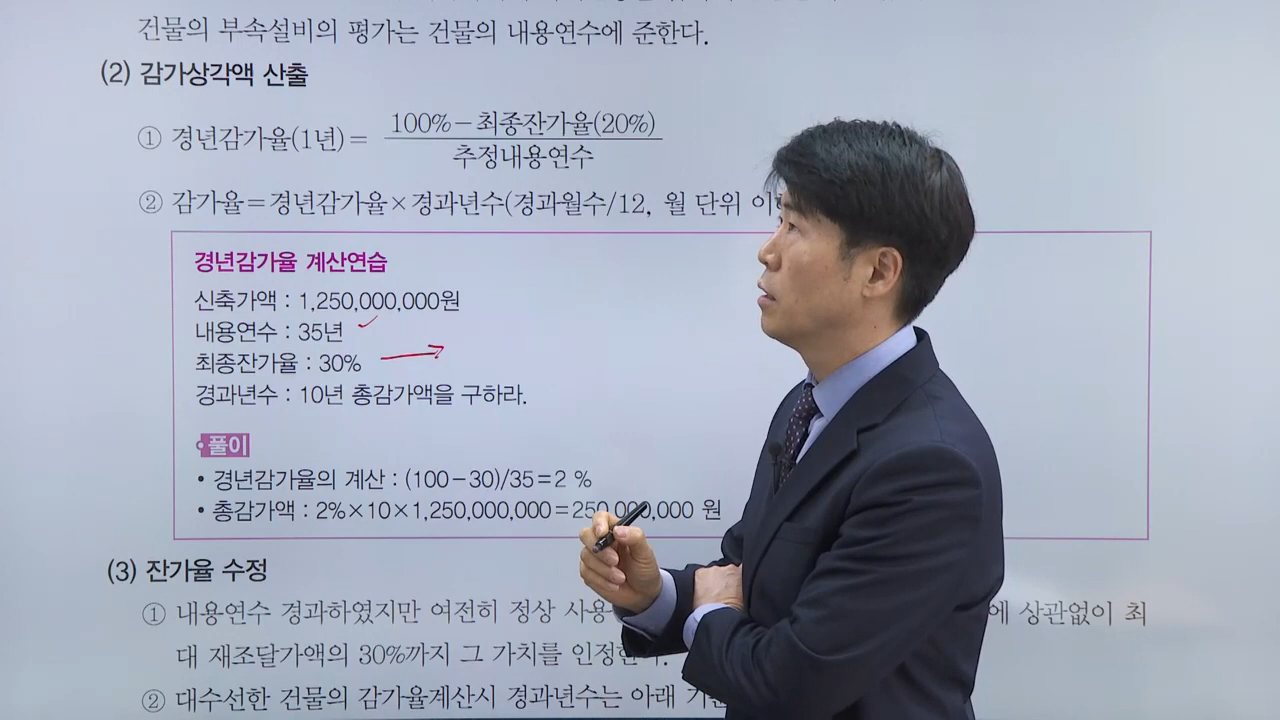 건물의 부속설비의 평가는 건물의 내용연수에 준한다.
(2) 감가상각액 산출
① 경년감가율(1년)= 100%-최종잔가율(20%)
추정내용연수
② 감가율=경년감가율×경과년수(경과월수/12, 월 단위
경년감가율 계산연습
신축가액 : 1,250,000,000원
내용연수 : 35년
최종잔가율 : 30%
경과년수 : 10년 총감가액을 구하라.
풀이
• 경년감가율의 계산 : (100-30)/35=2 %
• 총감가액 : 2%×10×1,250,000,000=250,000,000 원
(3) 잔가율 수정
① 내용연수 경과하였지만 여전히 정상 에 상관없이 최
대 재조달가액의 30%까지 그 가치를
② 대수선한 건물의 감가율계산시 경과년수는 아래